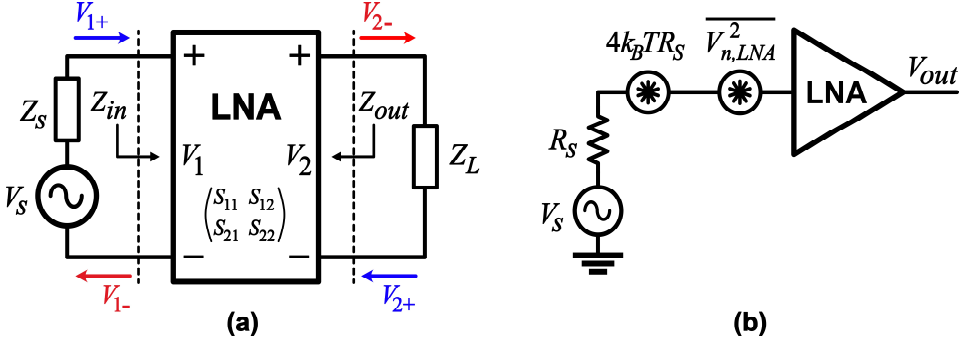 V1+
V2-
+ +
LNA
Zs
Zin
Zout
V1
V2
ZL
Vs
(S11 S12
S21 S22)
− −
V1-
V2+
(a)
4kBTRS
V²n,LNA
LNA
Vout
RS
Vs
(b)